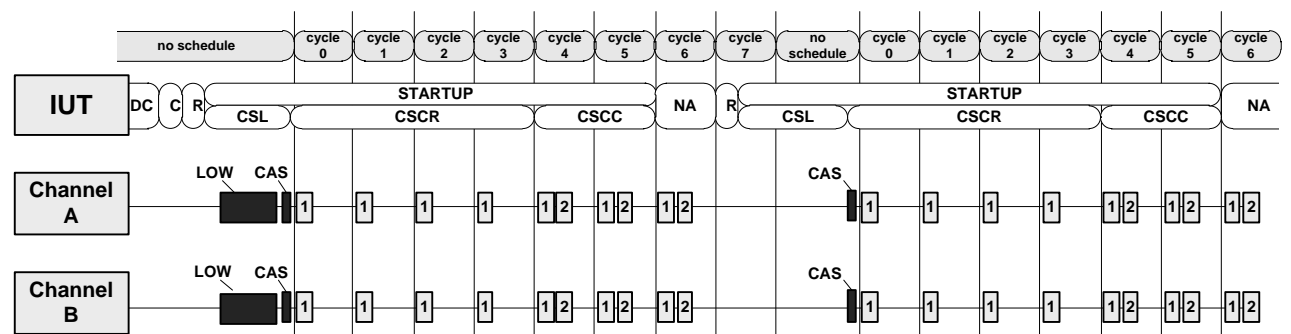 no schedule cycle 0 cycle 1 cycle 2 cycle 3 cycle 4 cycle 5 cycle 6 cycle 7 no schedule cycle 0 cycle 1 cycle 2 cycle 3 cycle 4 cycle 5 cycle 6
IUT DC C R STARTUP NA R STARTUP NA
CSL CSCR CSCC CSL CSCR CSCC
LOW CAS CAS
Channel A 1 1 1 1 1 2 1 2 1 2 1 1 1 1 1 2 1 2 1 2
LOW CAS CAS
Channel B 1 1 1 1 1 2 1 2 1 2 1 1 1 1 1 2 1 2 1 2